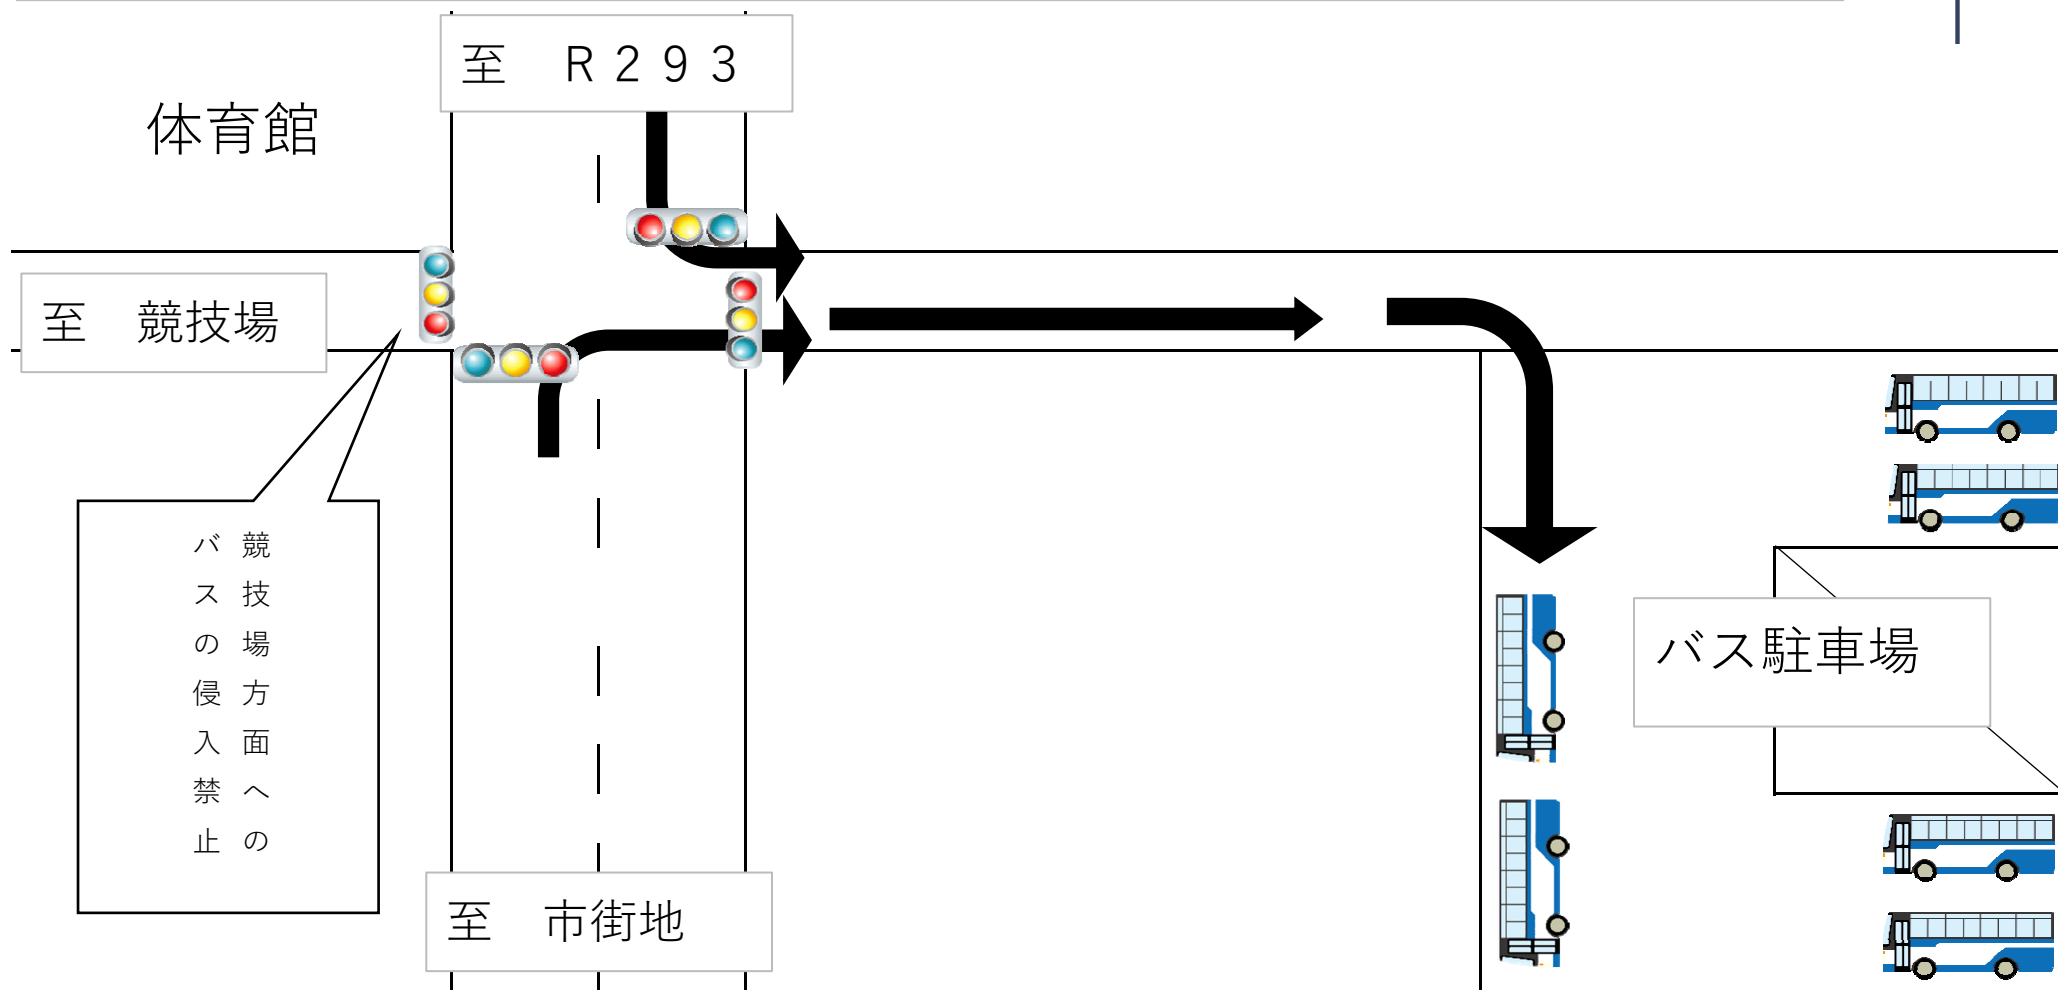 至　R２９３
体育館
至　競技場
競技場方面への
バスの侵入禁止
バス駐車場
至　市街地